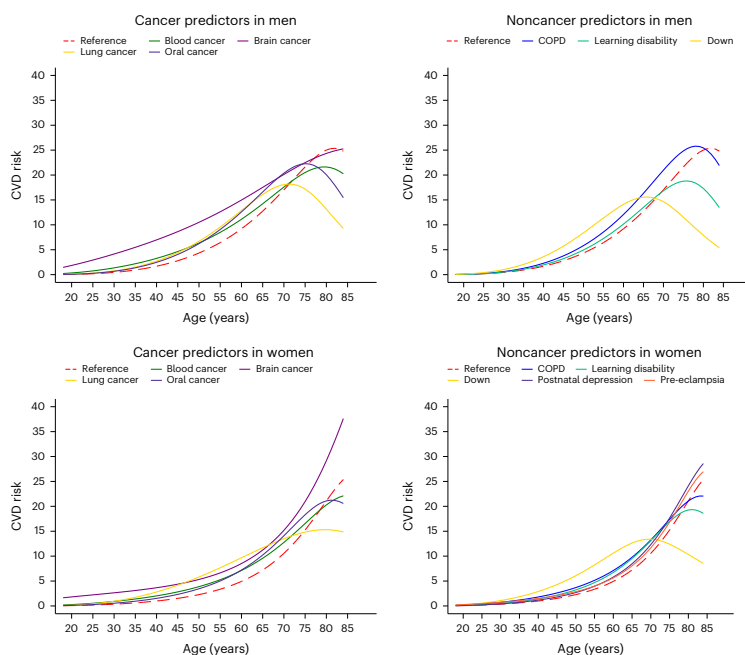 Cancer predictors in men
Reference Blood cancer Brain cancer
Lung cancer Oral cancer
40
35
30
25
20
15
10
5
0
CVD risk
20 25 30 35 40 45 50 55 60 65 70 75 80 85
Age (years)
Noncancer predictors in men
Reference COPD Learning disability Down
40
35
30
25
20
15
10
5
0
CVD risk
20 25 30 35 40 45 50 55 60 65 70 75 80 85
Age (years)
Cancer predictors in women
Reference Blood cancer Brain cancer
Lung cancer Oral cancer
40
35
30
25
20
15
10
5
0
CVD risk
20 25 30 35 40 45 50 55 60 65 70 75 80 85
Age (years)
Noncancer predictors in women
Reference COPD Learning disability
Down Postnatal depression Pre-eclampsia
40
35
30
25
20
15
10
5
0
CVD risk
20 25 30 35 40 45 50 55 60 65 70 75 80 85
Age (years)